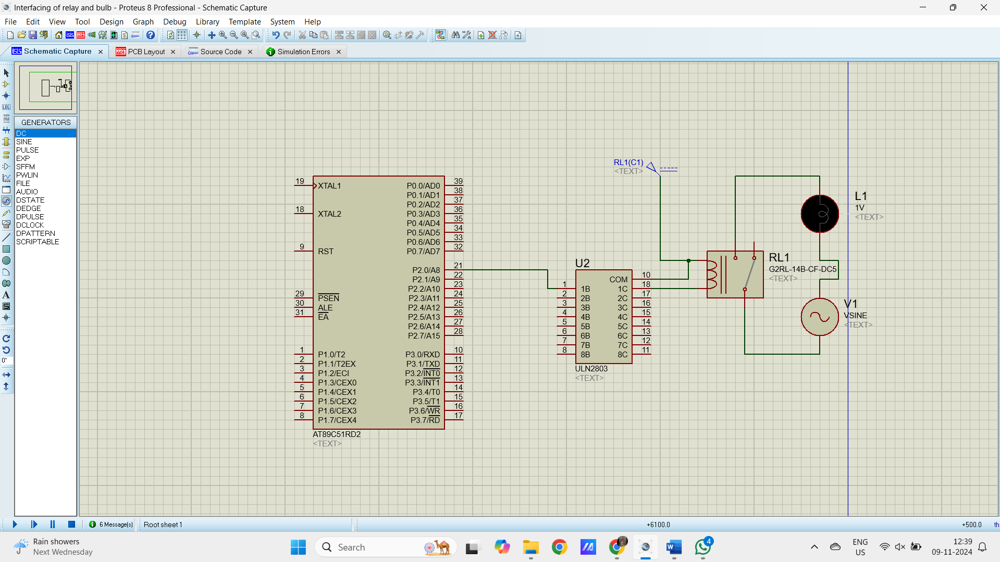 Interfacing of relay and bulb - Proteus 8 Professional - Schematic Capture
File Edit View Tool Design Graph Debug Library Template System Help
Schematic Capture
PCB Layout
Source Code
Simulation Errors
LBL
GENERATORS
DC
SINE
PULSE
EXP
SFFM
PWLIN
FILE
AUDIO
DSTATE
DEDGE
DPULSE
DCLOCK
DPATTERN
SCRIPTABLE
0°
19 XTAL1
18 XTAL2
9 RST
29 PSEN
30 ALE
31 EA
1 P1.0/T2
2 P1.1/T2EX
3 P1.2/ECI
4 P1.3/CEX0
5 P1.4/CEX1
6 P1.5/CEX2
7 P1.6/CEX3
8 P1.7/CEX4
P0.0/AD0 39
P0.1/AD1 38
P0.2/AD2 37
P0.3/AD3 36
P0.4/AD4 35
P0.5/AD5 34
P0.6/AD6 33
P0.7/AD7 32
P2.0/A8 21
P2.1/A9 22
P2.2/A10 23
P2.3/A11 24
P2.4/A12 25
P2.5/A13 26
P2.6/A14 27
P2.7/A15 28
P3.0/RXD 10
P3.1/TXD 11
P3.2/INT0 12
P3.3/INT1 13
P3.4/T0 14
P3.5/T1 15
P3.6/WR 16
P3.7/RD 17
AT89C51RD2
<TEXT>
RL1(C1)
<TEXT>
U2
1 1B
2 2B
3 3B
4 4B
5 5B
6 6B
7 7B
8 8B
COM 10
1C 18
2C 17
3C 16
4C 15
5C 14
6C 13
7C 12
8C 11
ULN2803
<TEXT>
L1
1V
<TEXT>
RL1
G2RL-14B-CF-DC5
<TEXT>
V1
VSINE
<TEXT>
6 Message(s)
Root sheet 1
+6100.0
+500.0
th
Rain showers
Next Wednesday
Search
4
ENG
US
12:39
09-11-2024